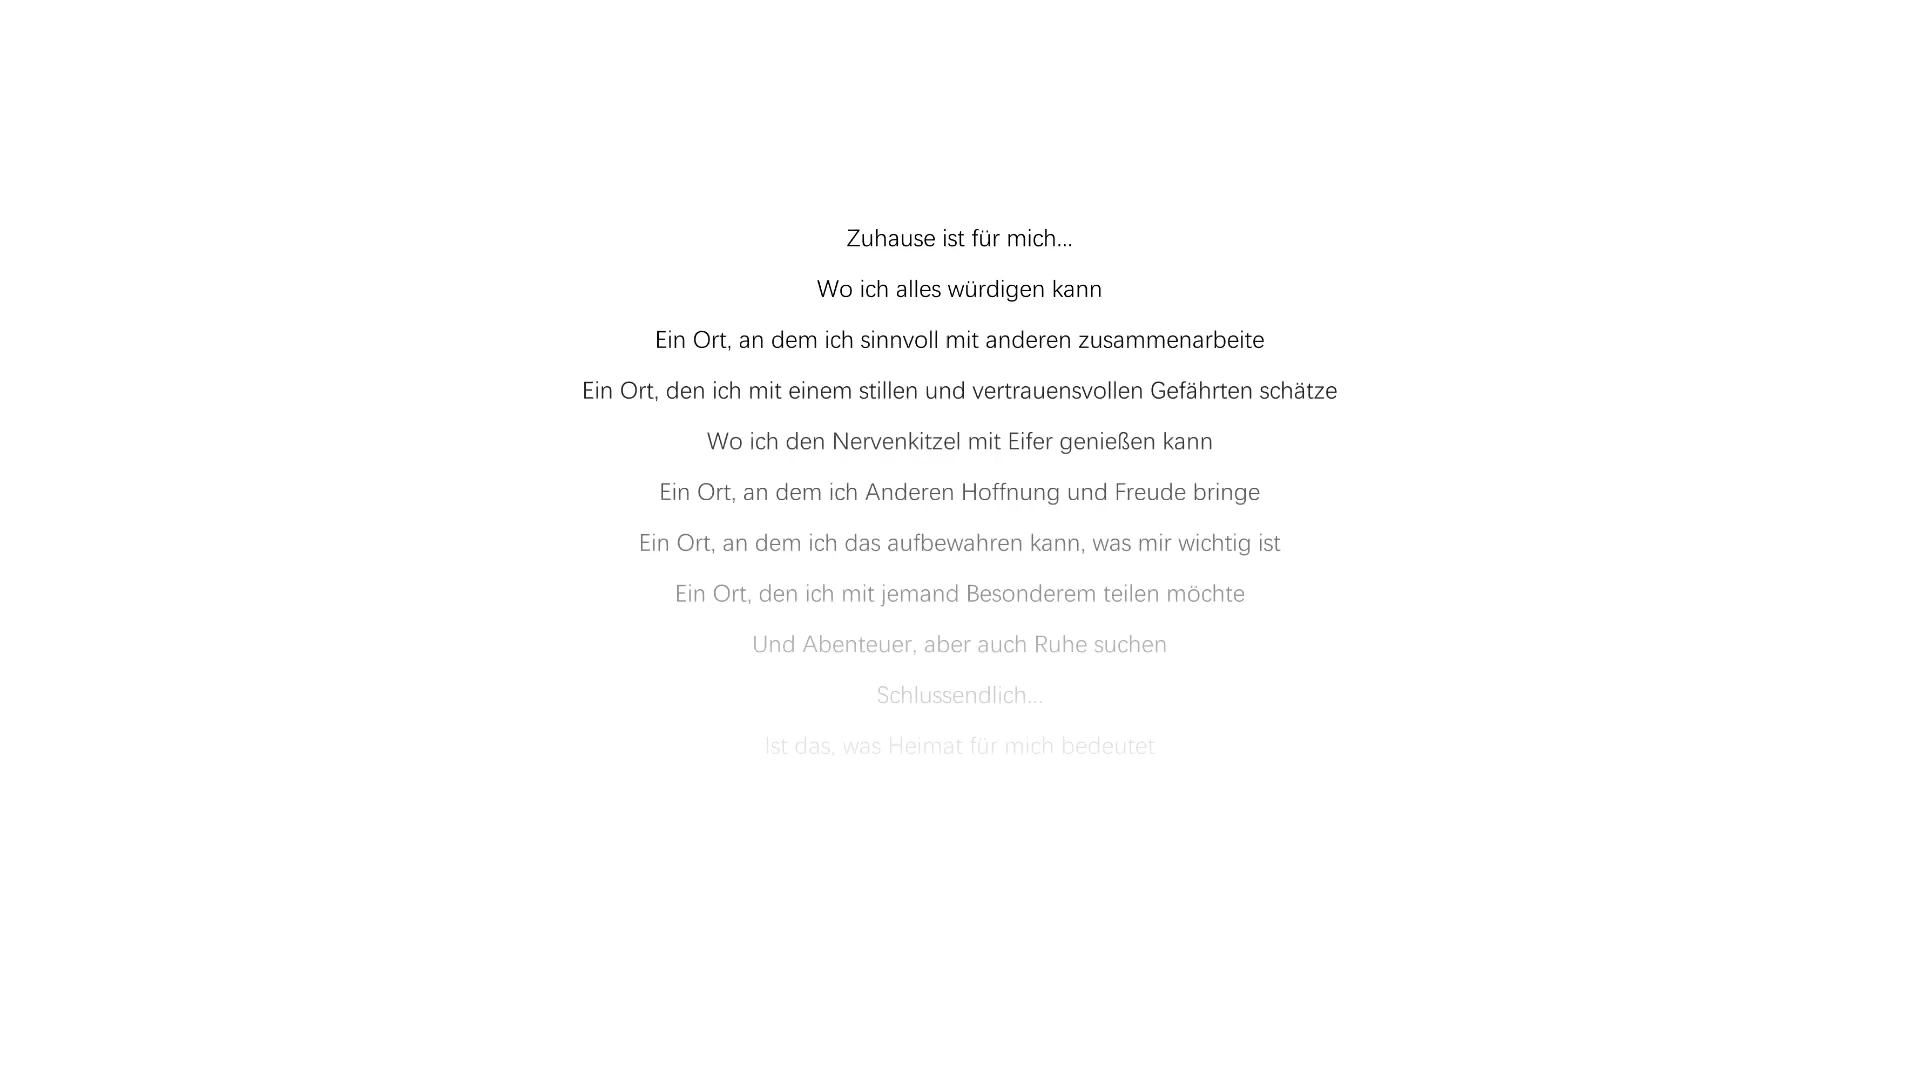 Zuhause ist für mich...
Wo ich alles würdigen kann
Ein Ort, an dem ich sinnvoll mit anderen zusammenarbeite
Ein Ort, den ich mit einem stillen und vertrauensvollen Gefährten schätze
Wo ich den Nervenkitzel mit Eifer genießen kann
Ein Ort, an dem ich Anderen Hoffnung und Freude bringe
Ein Ort, an dem ich das aufbewahren kann, was mir wichtig ist
Ein Ort, den ich mit jemand Besonderem teilen möchte
Und Abenteuer, aber auch Ruhe suchen
Schlussendlich...
Ist das, was Heimat für mich bedeutet